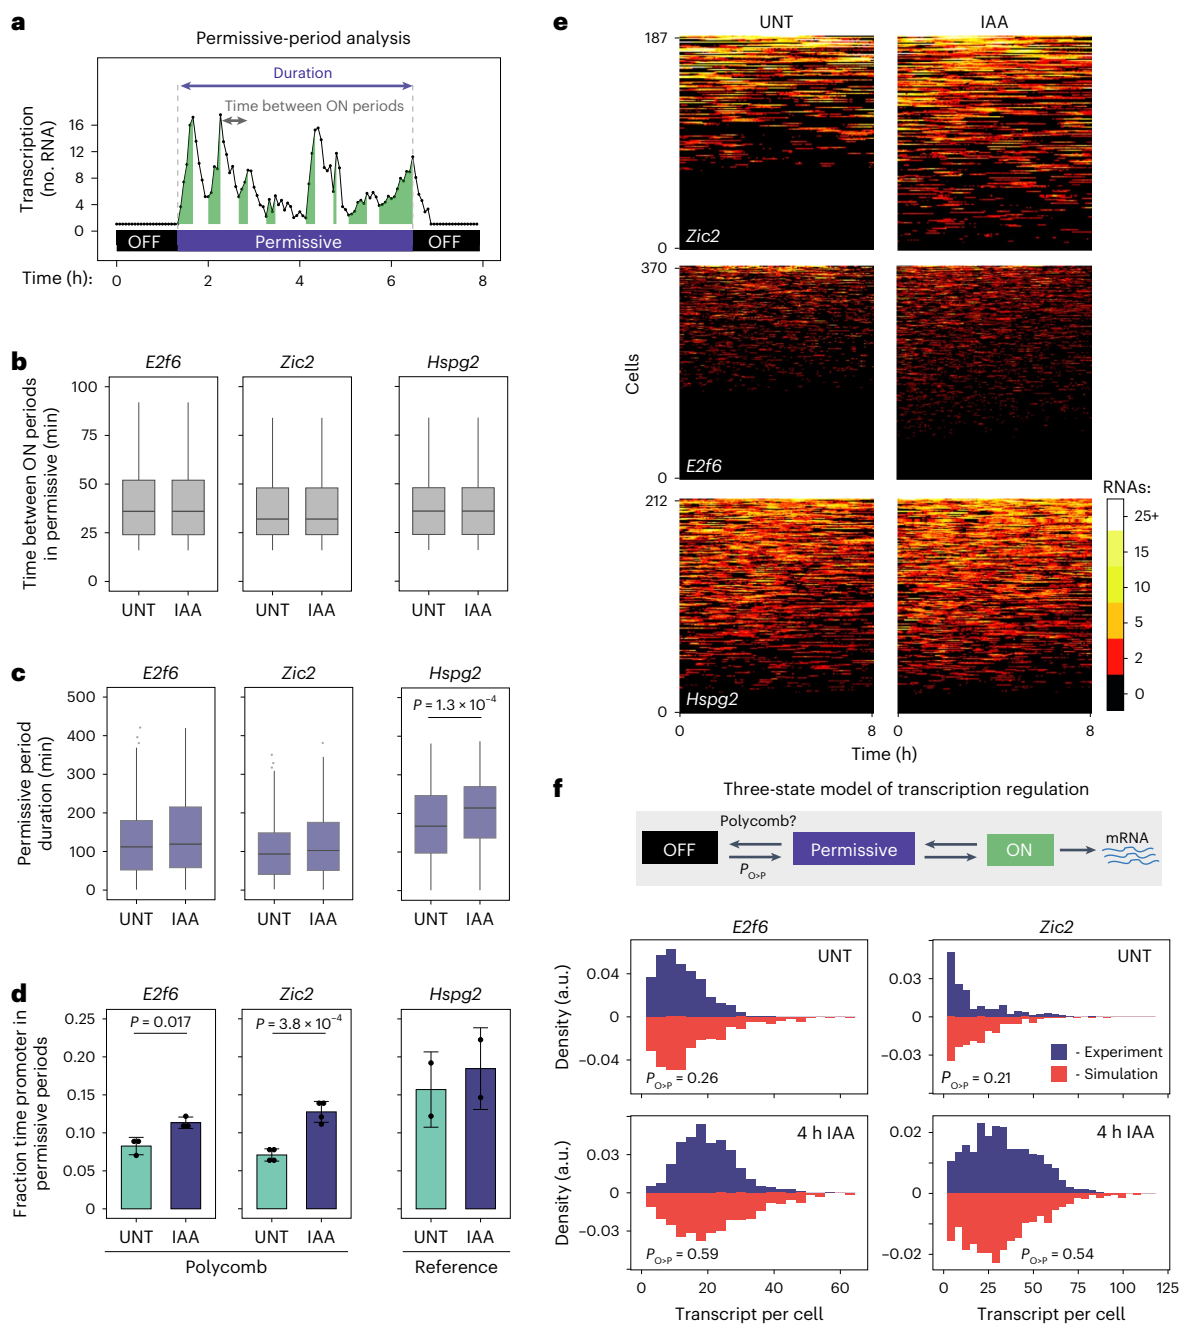 a
Permissive-period analysis
Duration
Time between ON periods
Transcription
(no. RNA)
16
12
8
4
0
OFF
Permissive
OFF
Time (h):
0
2
4
6
8
b
E2f6
Zic2
Hspg2
Time between ON periods
in permissive (min)
100
75
50
25
0
UNT
IAA
UNT
IAA
UNT
IAA
c
E2f6
Zic2
Hspg2
Permissive period
duration (min)
500
400
300
200
100
0
P = 1.3 × 10⁻⁴
UNT
IAA
UNT
IAA
UNT
IAA
d
E2f6
Zic2
Hspg2
Fraction time promoter in
permissive periods
0.25
0.20
0.15
0.10
0.05
0
P = 0.017
P = 3.8 × 10⁻⁴
UNT
IAA
UNT
IAA
UNT
IAA
Polycomb
Reference
e
UNT
IAA
187
0
Zic2
370
0
E2f6
212
0
Hspg2
Cells
0
8
0
8
Time (h)
RNAs:
25+
15
10
5
2
0
f
Three-state model of transcription regulation
Polycomb?
OFF
Permissive
ON
mRNA
P O>P
E2f6
Zic2
Density (a.u.)
0.04
0
−0.04
UNT
P O>P = 0.26
0.03
0
−0.03
UNT
- Experiment
- Simulation
P O>P = 0.21
Density (a.u.)
0.03
0
−0.03
4 h IAA
P O>P = 0.59
0.02
0
−0.02
4 h IAA
P O>P = 0.54
0
20
40
60
Transcript per cell
0
25
50
75
100
125
Transcript per cell